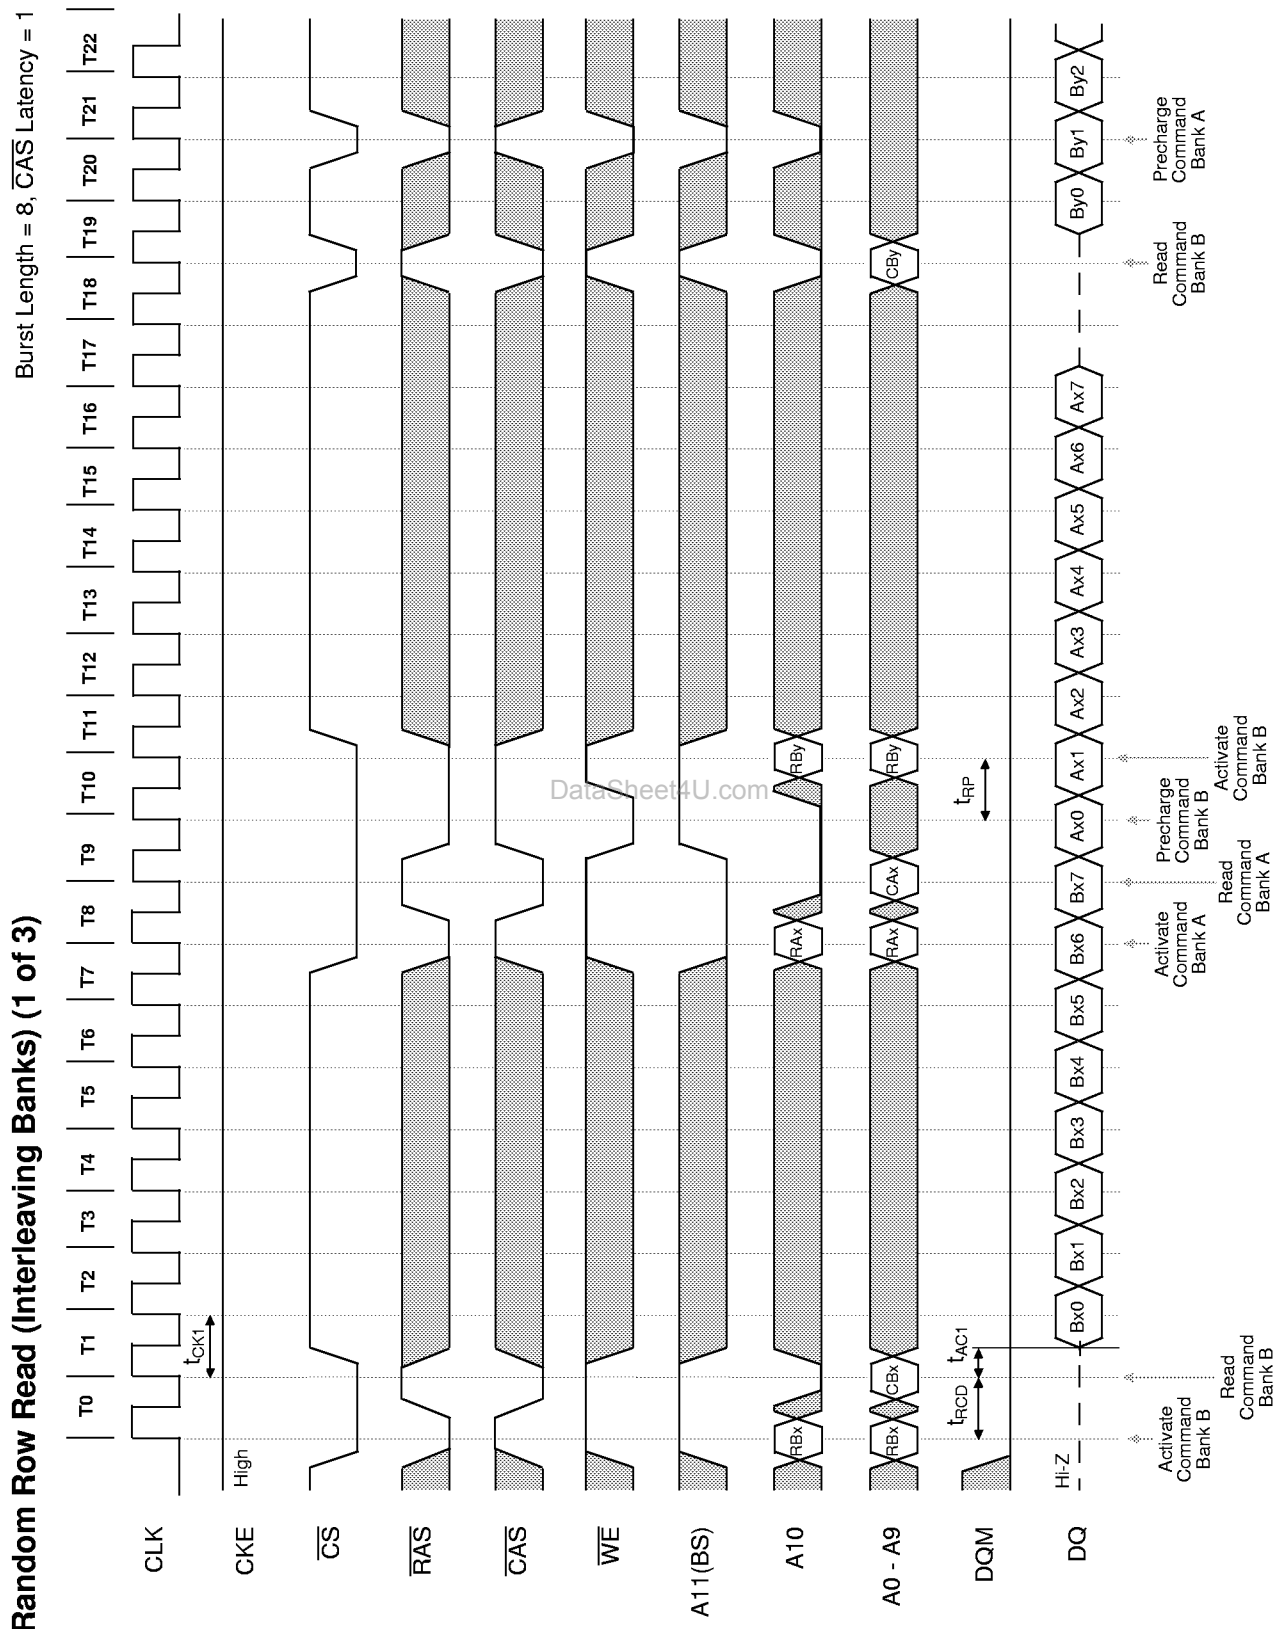 Random Row Read (Interleaving Banks) (1 of 3)
Burst Length = 8, CAS Latency = 1
T0 T1 T2 T3 T4 T5 T6 T7 T8 T9 T10 T11 T12 T13 T14 T15 T16 T17 T18 T19 T20 T21 T22
CLK
tCK1
CKE
High
CS
RAS
CAS
WE
DataSheet4U.com
A11(BS)
A10
RBx RAx RBy
A0 - A9
RBx CBx RAx CAx RBy CBy
DQM
tRCD tAC1 tRP
DQ
Hi-Z
Bx0 Bx1 Bx2 Bx3 Bx4 Bx5 Bx6 Bx7 Ax0 Ax1 Ax2 Ax3 Ax4 Ax5 Ax6 Ax7 By0 By1 By2
Activate
Command
Bank B
Read
Command
Bank B
Activate
Command
Bank A
Read
Command
Bank A
Precharge
Command
Bank B
Activate
Command
Bank B
Read
Command
Bank B
Precharge
Command
Bank A